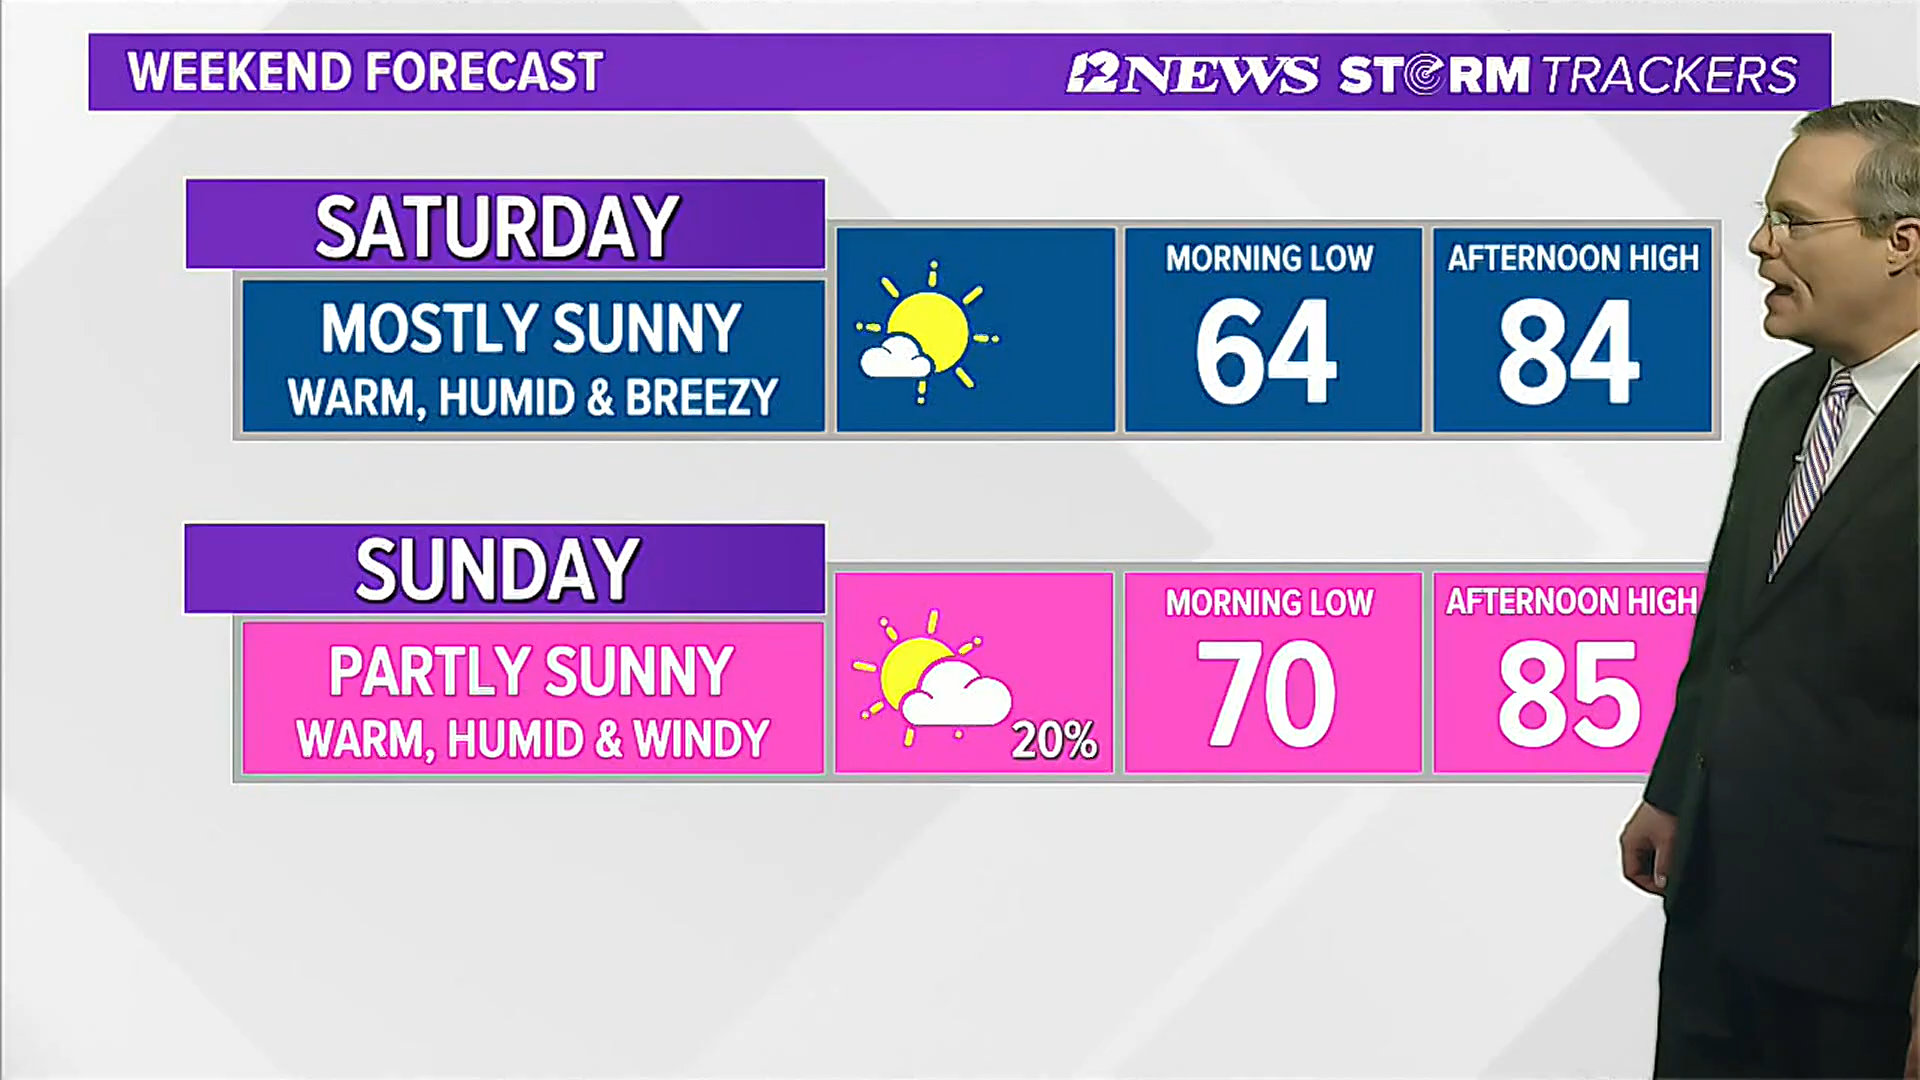 WEEKEND FORECAST
12NEWS STORM TRACKERS
SATURDAY
MOSTLY SUNNY
WARM, HUMID & BREEZY
MORNING LOW
64
AFTERNOON HIGH
84
SUNDAY
PARTLY SUNNY
WARM, HUMID & WINDY
20%
MORNING LOW
70
AFTERNOON HIGH
85